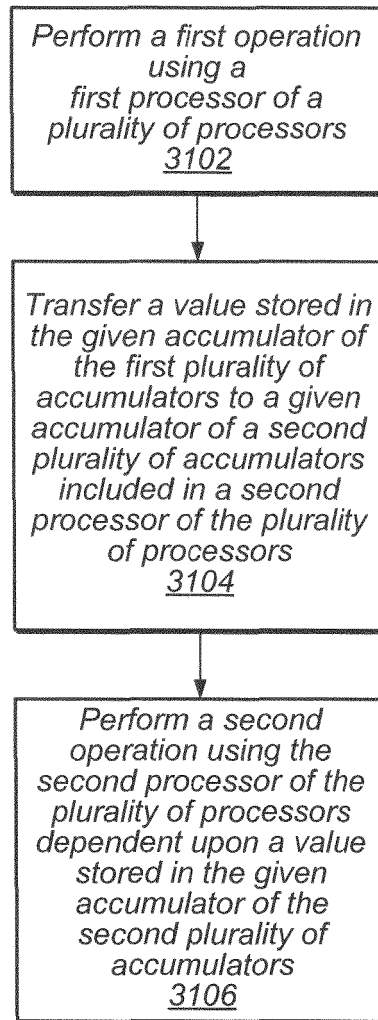 Perform a first operation
using a
first processor of a
plurality of processors
3102
Transfer a value stored in
the given accumulator of
the first plurality of
accumulators to a given
accumulator of a second
plurality of accumulators
included in a second
processor of the plurality
of processors
3104
Perform a second
operation using the
second processor of the
plurality of processors
dependent upon a value
stored in the given
accumulator of the
second plurality of
accumulators
3106